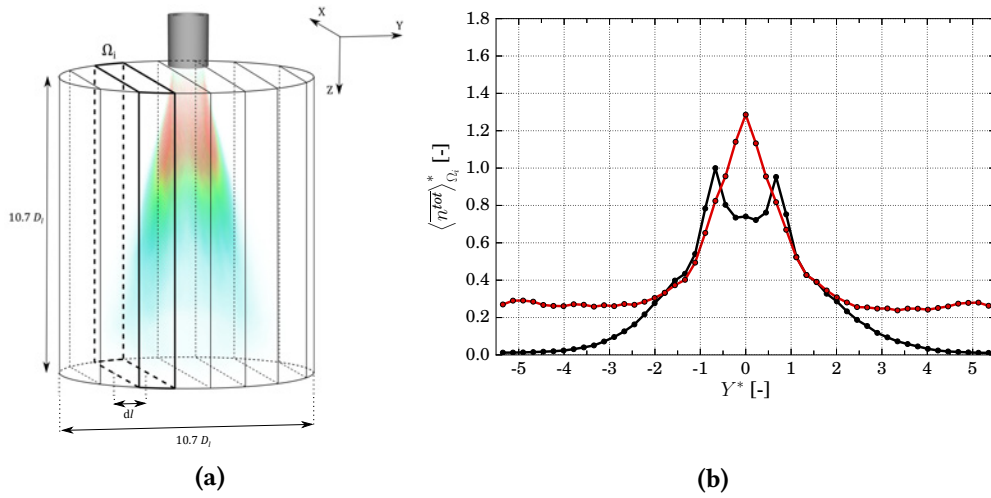 X
Y
Z
Ω_i
10.7 D_l
dl
10.7 D_l
(a)
1.8
1.6
1.4
1.2
1.0
0.8
0.6
0.4
0.2
0.0
⟨n^{tot}⟩^*_{Ω_i} [-]
-5 -4 -3 -2 -1 0 1 2 3 4 5
Y* [-]
(b)